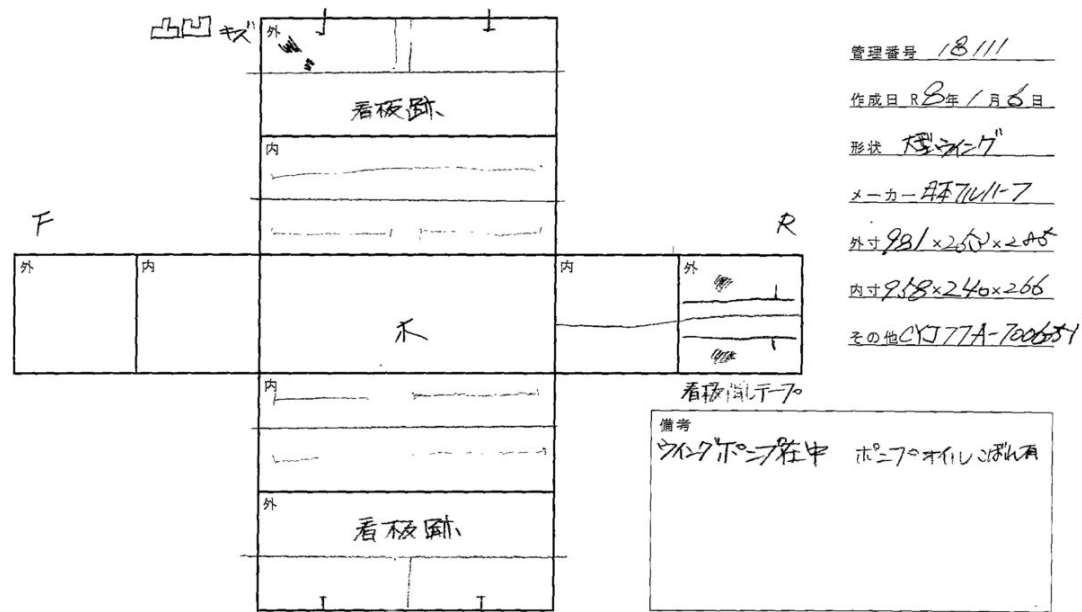 凸凹 キズ
外
看板跡
内
F
R
外
内
木
内
外
内
看板隠しテープ
外
看板跡
管理番号 18111
作成日 R8年1月6日
形状 大型ウイング
メーカー 日本フルハーフ
外寸 981×250×285
内寸 958×240×266
その他 CYJ77A-
備考
ウイングポンプ在中 ポンプオイルこぼれ有